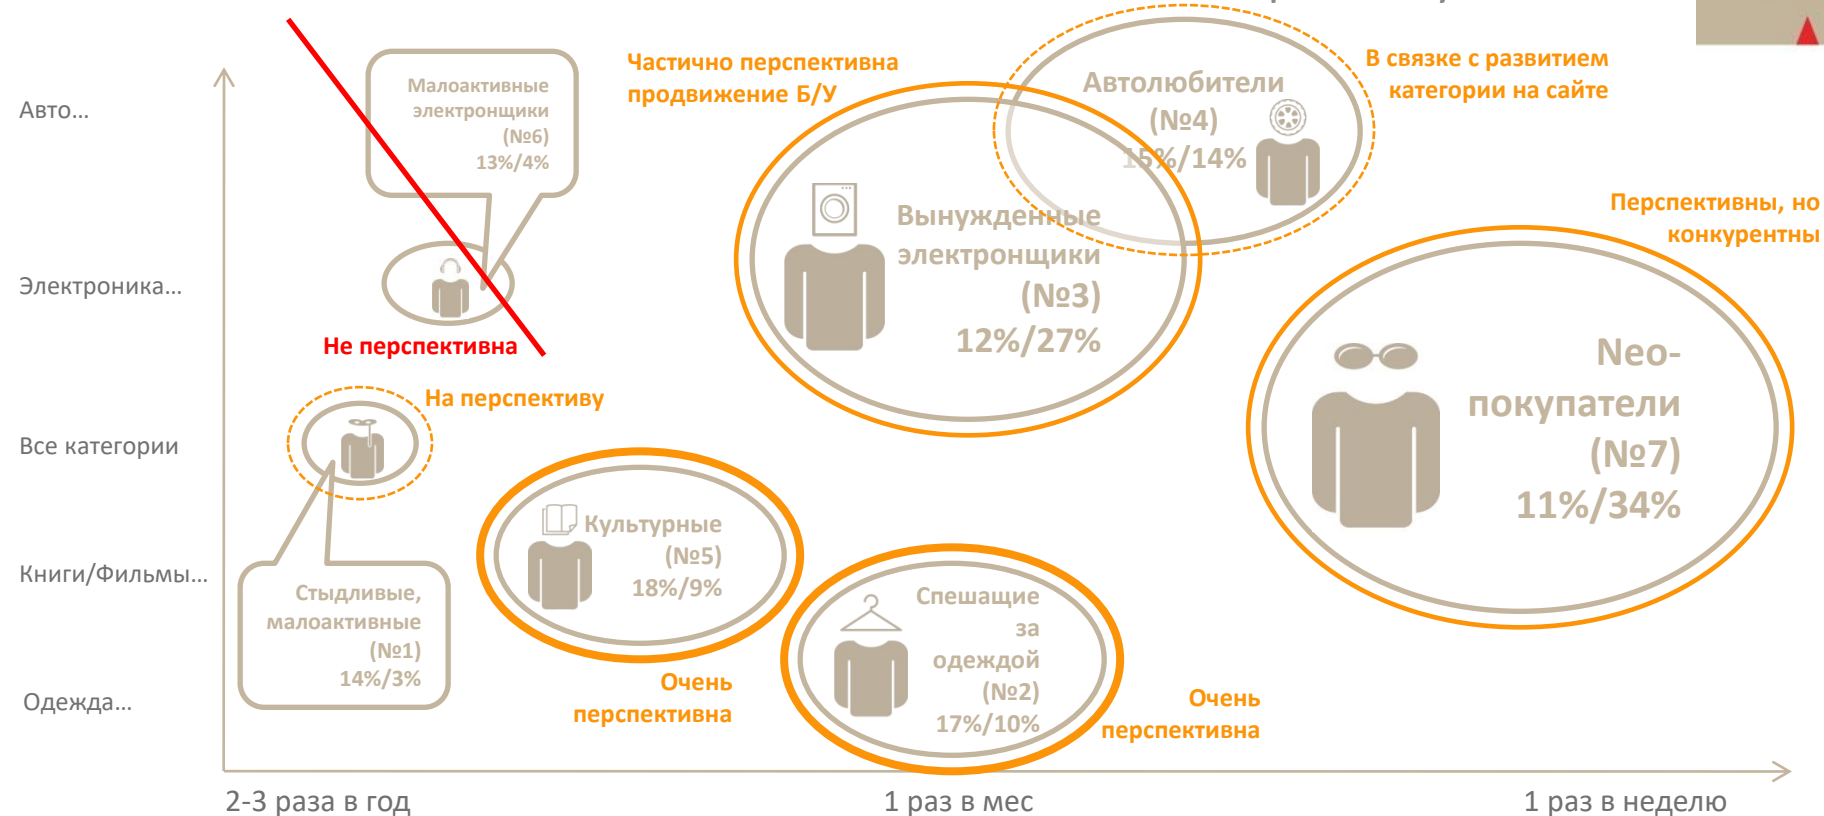 Частично перспективна
продвижение Б/У
В связке с развитием
категории на сайте
Перспективны, но
конкурентны
Авто...
Электроника...
Все категории
Книги/Фильмы...
Одежда...
Малоактивные
электронщики
(№6)
13%/4%
Не перспективна
Автолюбители
(№4)
15%/14%
Вынужденные
электронщики
(№3)
12%/27%
Neo-
покупатели
(№7)
11%/34%
На перспективу
Стыдливые,
малоактивные
(№1)
14%/3%
Культурные
(№5)
18%/9%
Очень
перспективна
Спешащие
за
одеждой
(№2)
17%/10%
Очень
перспективна
2-3 раза в год
1 раз в мес
1 раз в неделю